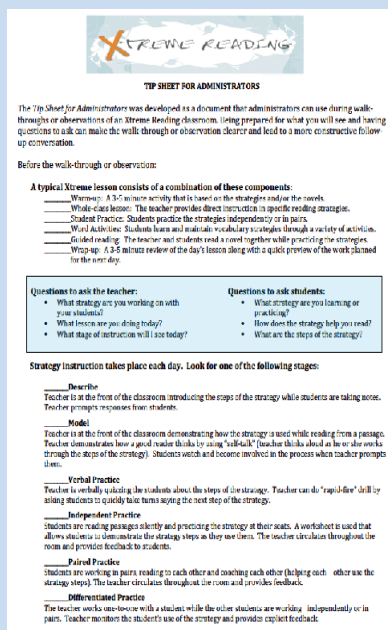 XTREME READING
TIP SHEET FOR ADMINISTRATORS
The Tip Sheet for Administrators was developed as a document that administrators can use during walk-
throughs or observations of an Xtreme Reading classroom. Being prepared for what you will see and having
questions to ask can make the walk-through or observation clearer and lead to a more constructive follow-
up conversation.
Before the walk-through or observation:
A typical Xtreme lesson consists of a combination of these components:
______Warm-up: A 3-5 minute activity that is based on the strategies and/or the novels.
______Whole-class lesson: The teacher provides direct instruction in specific reading strategies.
______Student Practice: Students practice the strategies independently or in pairs.
______Word Activities: Students learn and maintain vocabulary strategies through a variety of activities.
______Guided reading: The teacher and students read a novel together while practicing the strategies.
______Wrap-up: A 3-5 minute review of the day's lesson along with a quick preview of the work planned
for the next day.
Questions to ask the teacher:
• What strategy are you working on with
your students?
• What lesson are you doing today?
• What stage of instruction will I see today?
Questions to ask students:
• What strategy are you learning or
practicing?
• How does the strategy help you read?
• What are the steps of the strategy?
Strategy instruction takes place each day. Look for one of the following stages:
______Describe
Teacher is at the front of the classroom introducing the steps of the strategy while students are taking notes.
Teacher prompts responses from students.
______Model
Teacher is at the front of the classroom demonstrating how the strategy is used while reading from a passage.
Teacher demonstrates how a good reader thinks by using "self-talk" (teacher thinks aloud as he or she works
through the steps of the strategy). Students watch and become involved in the process when teacher prompts
them.
______Verbal Practice
Teacher is verbally quizzing the students about the steps of the strategy. Teacher can do "rapid-fire" drill by
asking students to quickly take turns saying the next step of the strategy.
______Independent Practice
Students are reading passages silently and practicing the strategy at their seats. A worksheet is used that
allows students to demonstrate the strategy steps as they use them. The teacher circulates throughout the
room and provides feedback to students.
______Paired Practice
Students are working in pairs, reading to each other and coaching each other (helping each other use the
strategy steps). The teacher circulates throughout the room and provides feedback.
______Differentiated Practice
The teacher works one-to-one with a student while the other students are working independently or in
pairs. Teacher monitors the student's use of the strategy and provides explicit feedback.